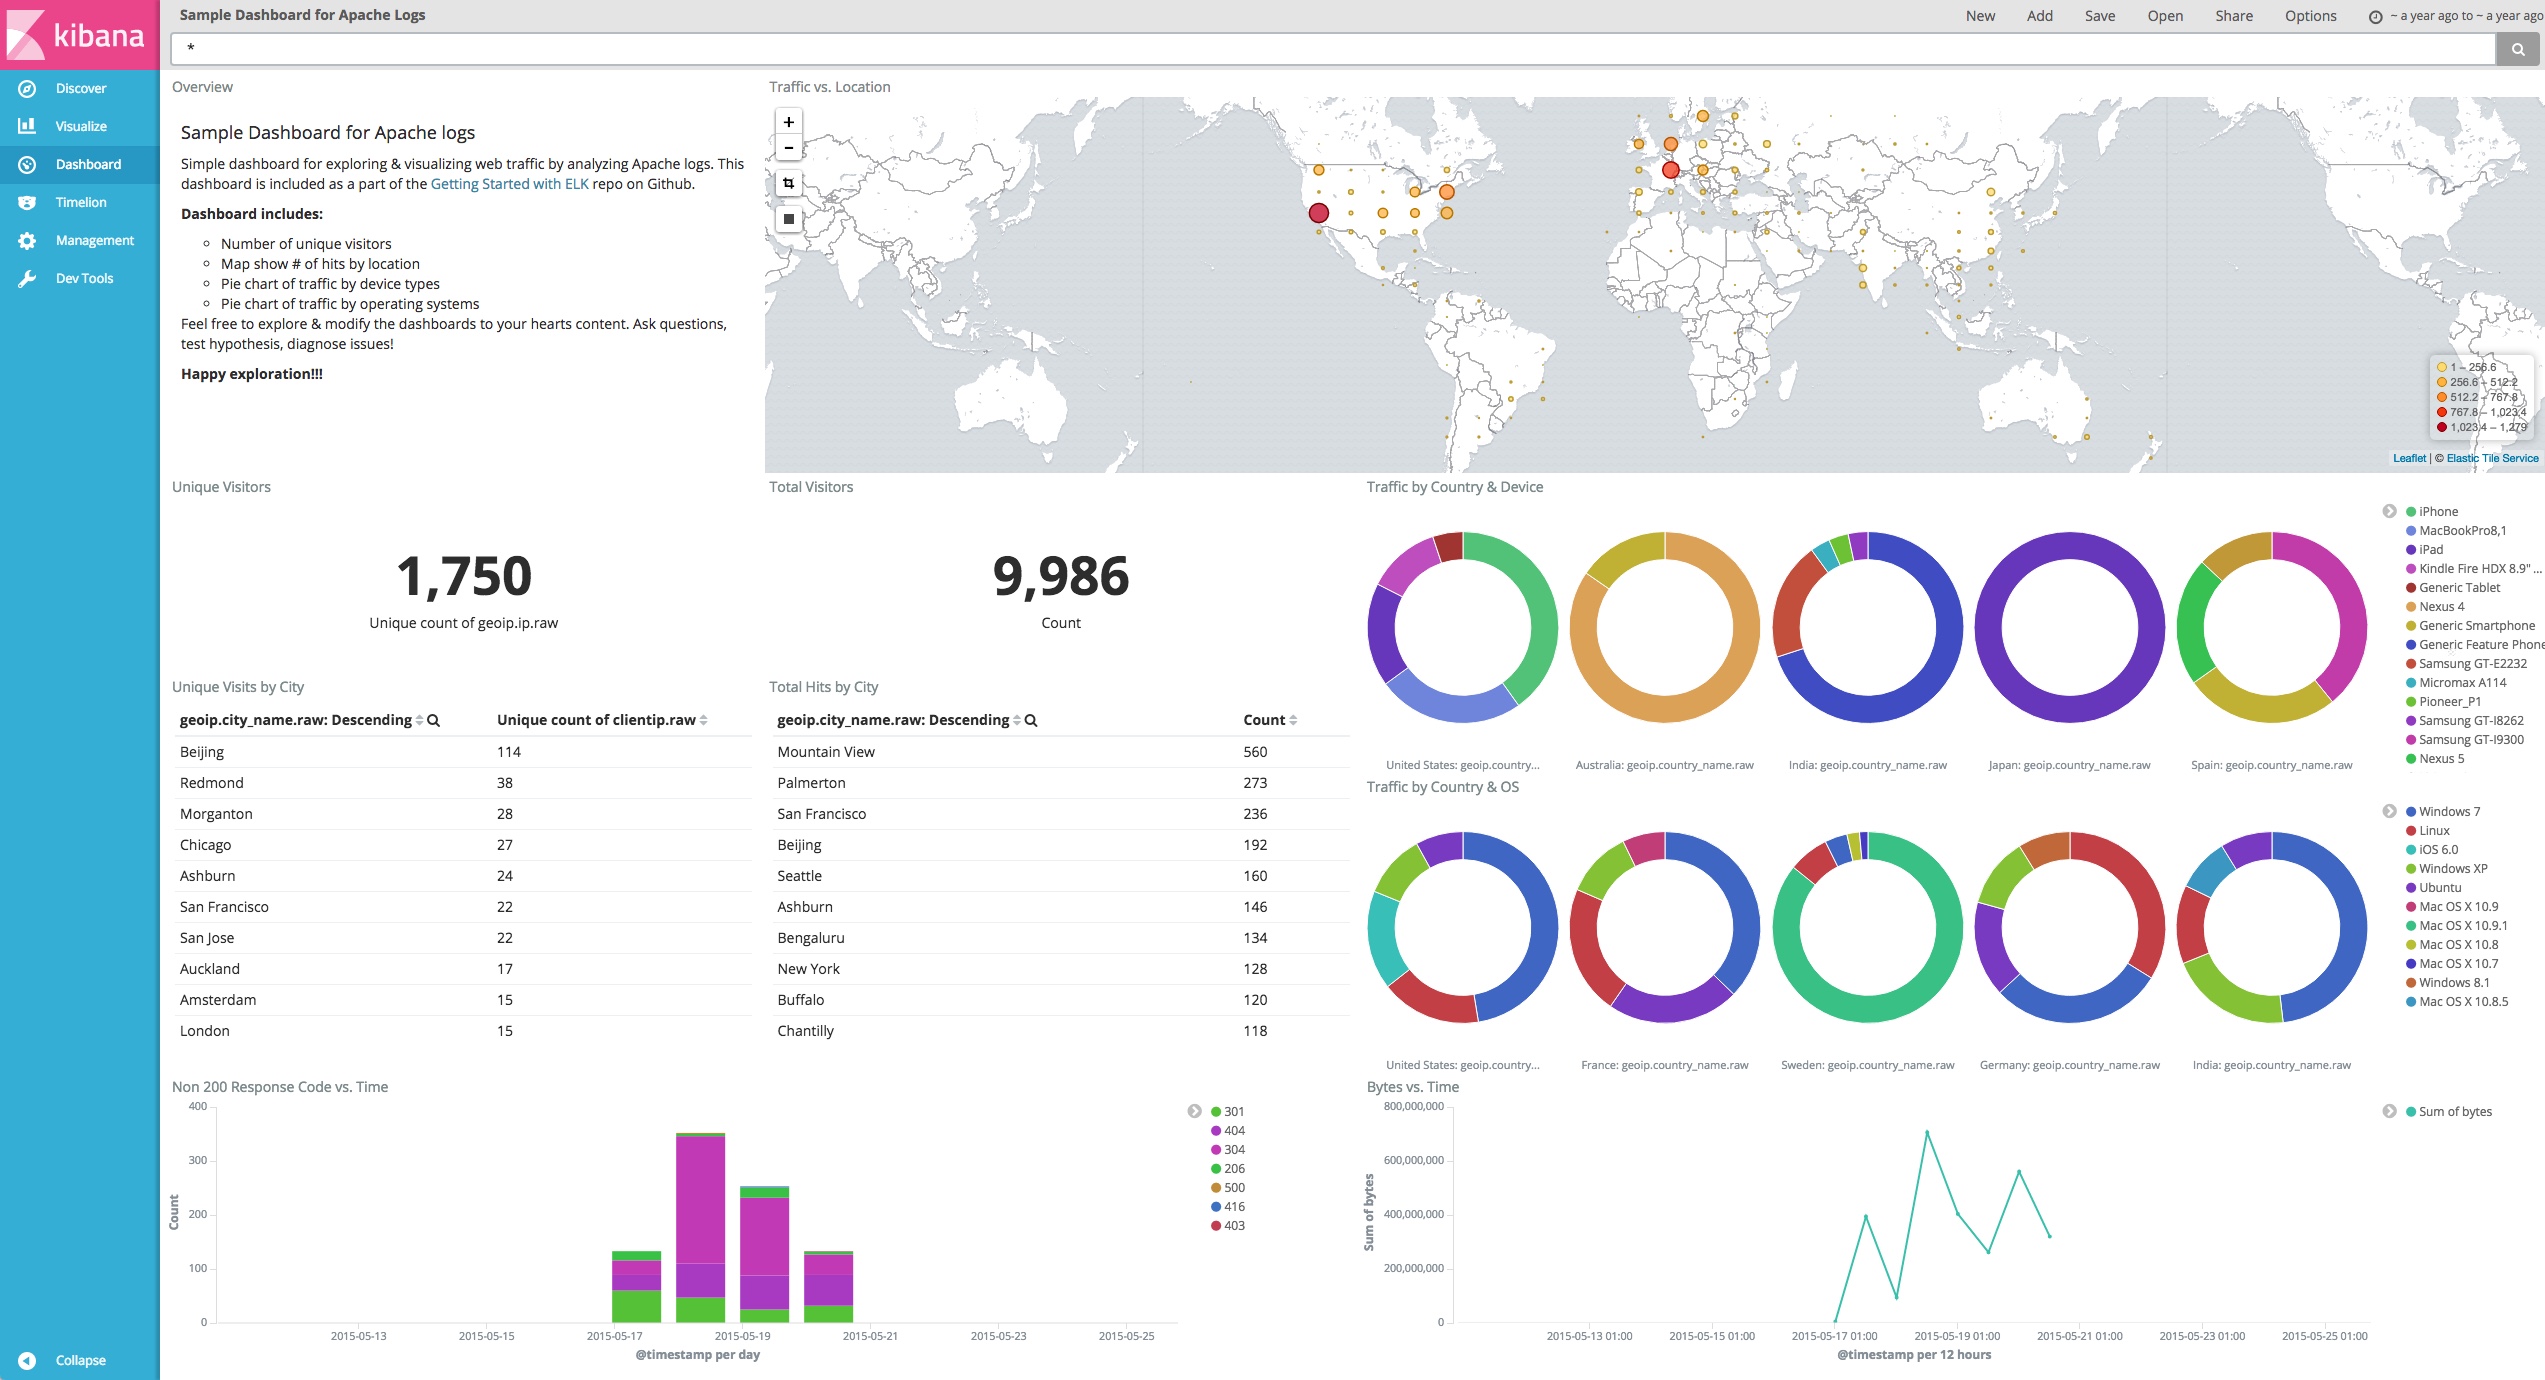 kibana
Discover
Visualize
Dashboard
Timelion
Management
Dev Tools
Collapse
Sample Dashboard for Apache Logs
New Add Save Open Share Options ~ a year ago to ~ a year ago
*
Overview
Sample Dashboard for Apache logs
Simple dashboard for exploring & visualizing web traffic by analyzing Apache logs. This
dashboard is included as a part of the Getting Started with ELK repo on Github.
Dashboard includes:
Number of unique visitors
Map show # of hits by location
Pie chart of traffic by device types
Pie chart of traffic by operating systems
Feel free to explore & modify the dashboards to your hearts content. Ask questions,
test hypothesis, diagnose issues!
Happy exploration!!!
Traffic vs. Location
+
−
1 – 256.6
256.6 – 512.2
512.2 – 767.8
767.8 – 1,023.4
1,023.4 – 1,279
Leaflet | © Elastic Tile Service
Unique Visitors
1,750
Unique count of geoip.ip.raw
Total Visitors
9,986
Count
Unique Visits by City
geoip.city_name.raw: Descending Unique count of clientip.raw
Beijing 114
Redmond 38
Morganton 28
Chicago 27
Ashburn 24
San Francisco 22
San Jose 22
Auckland 17
Amsterdam 15
London 15
Total Hits by City
geoip.city_name.raw: Descending Count
Mountain View 560
Palmerton 273
San Francisco 236
Beijing 192
Seattle 160
Ashburn 146
Bengaluru 134
New York 128
Buffalo 120
Chantilly 118
Traffic by Country & Device
United States: geoip.country... Australia: geoip.country_name.raw India: geoip.country_name.raw Japan: geoip.country_name.raw Spain: geoip.country_name.raw
iPhone
MacBookPro8,1
iPad
Kindle Fire HDX 8.9" ...
Generic Tablet
Nexus 4
Generic Smartphone
Generic Feature Phone
Samsung GT-E2232
Micromax A114
Pioneer_P1
Samsung GT-I8262
Samsung GT-I9300
Nexus 5
Traffic by Country & OS
United States: geoip.country... France: geoip.country_name.raw Sweden: geoip.country_name.raw Germany: geoip.country_name.raw India: geoip.country_name.raw
Windows 7
Linux
iOS 6.0
Windows XP
Ubuntu
Mac OS X 10.9
Mac OS X 10.9.1
Mac OS X 10.8
Mac OS X 10.7
Windows 8.1
Mac OS X 10.8.5
Non 200 Response Code vs. Time
400
300
200
100
0
Count
2015-05-13 2015-05-15 2015-05-17 2015-05-19 2015-05-21 2015-05-23 2015-05-25
@timestamp per day
301
404
304
206
500
416
403
Bytes vs. Time
800,000,000
600,000,000
400,000,000
200,000,000
0
Sum of bytes
2015-05-13 01:00 2015-05-15 01:00 2015-05-17 01:00 2015-05-19 01:00 2015-05-21 01:00 2015-05-23 01:00 2015-05-25 01:00
@timestamp per 12 hours
Sum of bytes